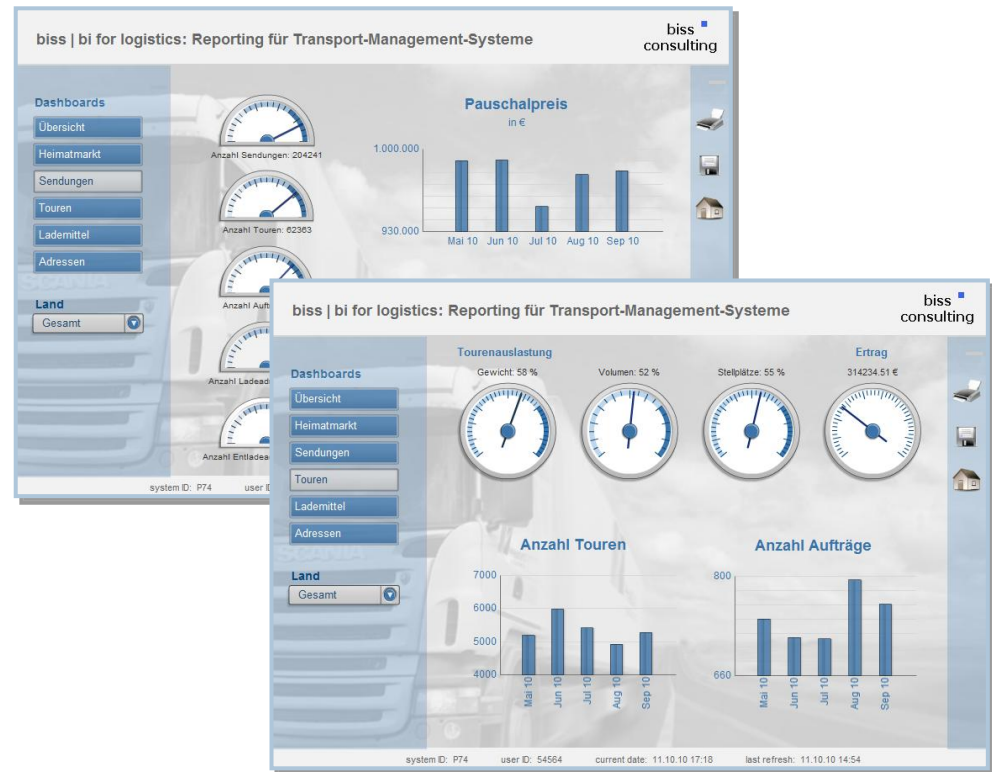 biss | bi for logistics: Reporting für Transport-Management-Systeme
biss
consulting
Dashboards
Übersicht
Heimatmarkt
Sendungen
Touren
Lademittel
Adressen
Land
Gesamt
Anzahl Sendungen: 204241
Anzahl Touren: 62363
Anzahl
Anzahl
Anzahl
Pauschalpreis
in €
1.000.000
930.000
Mai 10 Jun 10 Jul 10 Aug 10 Sep 10
SCANIA
system ID: P74 user
biss | bi for logistics: Reporting für Transport-Management-Systeme
biss
consulting
Dashboards
Übersicht
Heimatmarkt
Sendungen
Touren
Lademittel
Adressen
Land
Gesamt
SCANIA
Tourenauslastung
Ertrag
Gewicht: 58 % Volumen: 52 % Stellplätze: 55 % 314234.51 €
Anzahl Touren
7000
6000
5000
4000
Mai 10 Jun 10 Jul 10 Aug 10 Sep 10
Anzahl Aufträge
800
660
Mai 10 Jun 10 Jul 10 Aug 10 Sep 10
system ID: P74 user ID: 54564 current date: 11.10.10 17:18 last refresh: 11.10.10 14:54